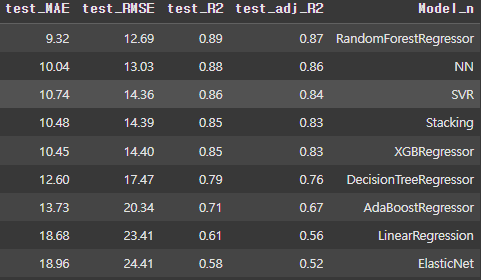 test_MAE test_RMSE test_R2 test_adj_R2 Model_n
9.32 12.69 0.89 0.87 RandomForestRegressor
10.04 13.03 0.88 0.86 NN
10.74 14.36 0.86 0.84 SVR
10.48 14.39 0.85 0.83 Stacking
10.45 14.40 0.85 0.83 XGBRegressor
12.60 17.47 0.79 0.76 DecisionTreeRegressor
13.73 20.34 0.71 0.67 AdaBoostRegressor
18.68 23.41 0.61 0.56 LinearRegression
18.96 24.41 0.58 0.52 ElasticNet